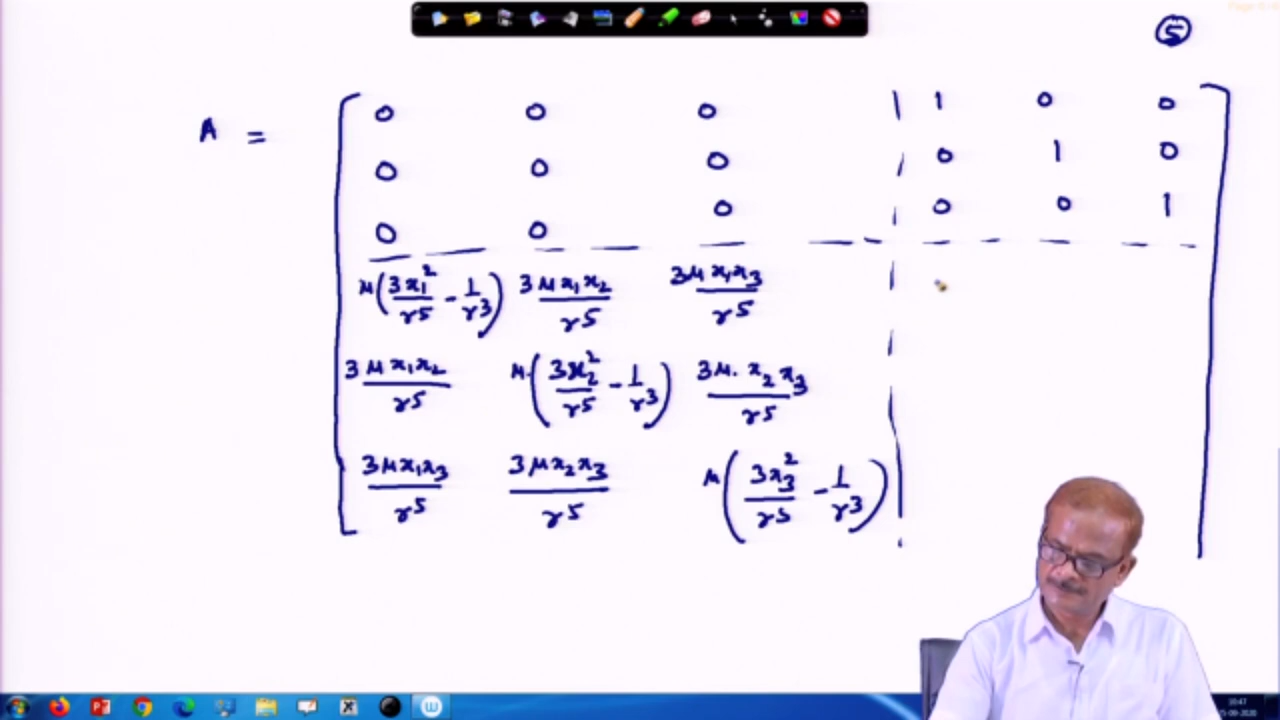 5
A = 0 0 0 | 1 0 0
0 0 0 | 0 1 0
0 0 0 | 0 0 1
μ(3x₁²/r5 - 1/r3) 3μx₁x₂/r5 3μx₁x₃/r5
3μx₁x₂/r5 μ·(3x₂²/r5 - 1/r3) 3μ·x₂x₃/r5
3μx₁x₃/r5 3μx₂x₃/r5 μ(3x₃²/r5 - 1/r3)
10:47